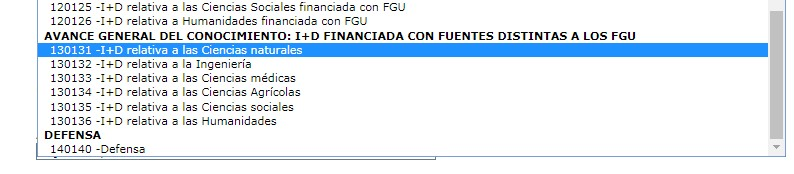 120125 -I+D relativa a las Ciencias Sociales financiada con FGU
120126 -I+D relativa a Humanidades financiada con FGU
AVANCE GENERAL DEL CONOCIMIENTO: I+D FINANCIADA CON FUENTES DISTINTAS A LOS FGU
130131 -I+D relativa a las Ciencias naturales
130132 -I+D relativa a la Ingeniería
130133 -I+D relativa a las Ciencias médicas
130134 -I+D relativa a las Ciencias Agrícolas
130135 -I+D relativa a las Ciencias sociales
130136 -I+D relativa a las Humanidades
DEFENSA
140140 -Defensa